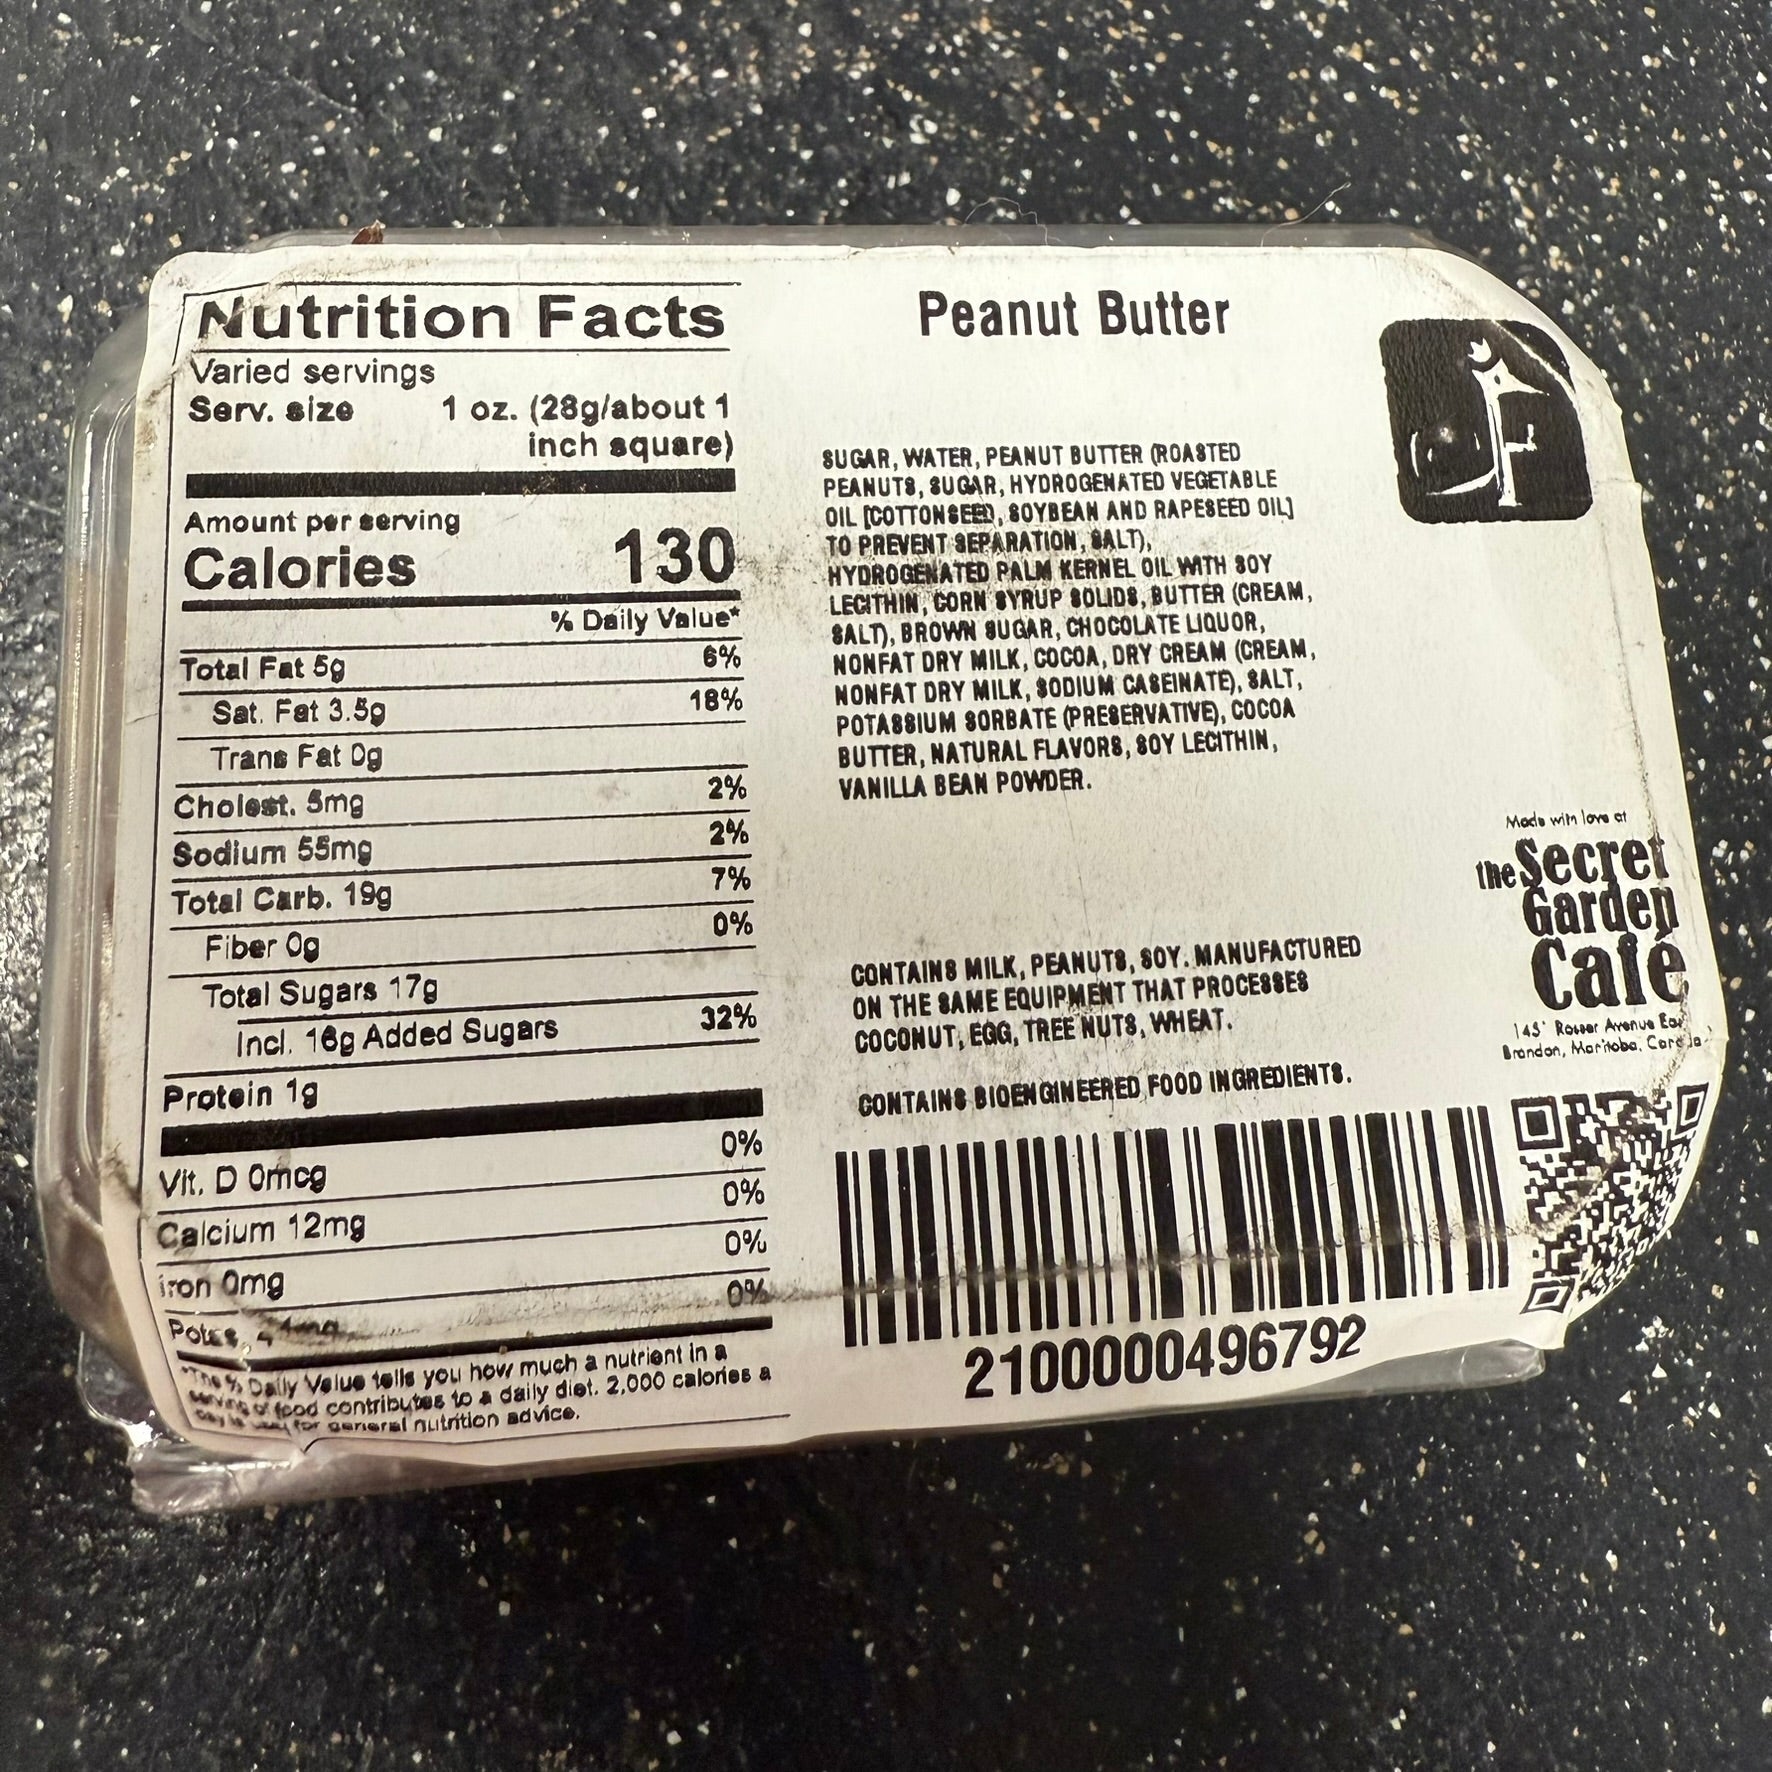 Nutrition Facts
Varied servings
Serv. size 1 oz. (28g/about 1
inch square)
Amount per serving
Calories 130
% Daily Value*
Total Fat 5g 6%
Sat. Fat 3.5g 18%
Trans Fat 0g
Cholest. 5mg 2%
Sodium 55mg 2%
Total Carb. 19g 7%
Fiber 0g 0%
Total Sugars 17g
Incl. 16g Added Sugars 32%
Protein 1g
Vit. D 0mcg 0%
Calcium 12mg 0%
Iron 0mg 0%
0%
*The % Daily Value tells you how much a nutrient in a
serving of food contributes to a daily diet. 2,000 calories a
day is for general nutrition advice.
Peanut Butter
SUGAR, WATER, PEANUT BUTTER (ROASTED
PEANUTS, SUGAR, HYDROGENATED VEGETABLE
OIL [COTTONSEED, SOYBEAN AND RAPESEED OIL]
TO PREVENT SEPARATION, SALT),
HYDROGENATED PALM KERNEL OIL WITH SOY
LECITHIN, CORN SYRUP SOLIDS, BUTTER (CREAM,
SALT), BROWN SUGAR, CHOCOLATE LIQUOR,
NONFAT DRY MILK, COCOA, DRY CREAM (CREAM,
NONFAT DRY MILK, SODIUM CASEINATE), SALT,
POTASSIUM SORBATE (PRESERVATIVE), COCOA
BUTTER, NATURAL FLAVORS, SOY LECITHIN,
VANILLA BEAN POWDER.
CONTAINS MILK, PEANUTS, SOY. MANUFACTURED
ON THE SAME EQUIPMENT THAT PROCESSES
COCONUT, EGG, TREE NUTS, WHEAT.
CONTAINS BIOENGINEERED FOOD INGREDIENTS.
2100000496792
Made with love at
the Secret
Garden
Café
Rosser Avenue
Brandon, Manitoba, Canada